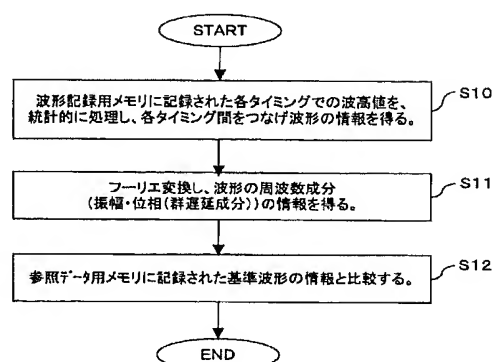 START
波形記録用メモリに記録された各タイミングでの波高値を、
統計的に処理し、各タイミング間をつなげ波形の情報を得る。
S10
フーリエ変換し、波形の周波数成分
(振幅・位相(群遅延成分))の情報を得る。
S11
参照データ用メモリに記録された基準波形の情報と比較する。
S12
END